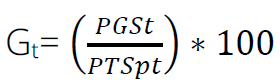 Gt= (PGSt/PTSpt) * 100